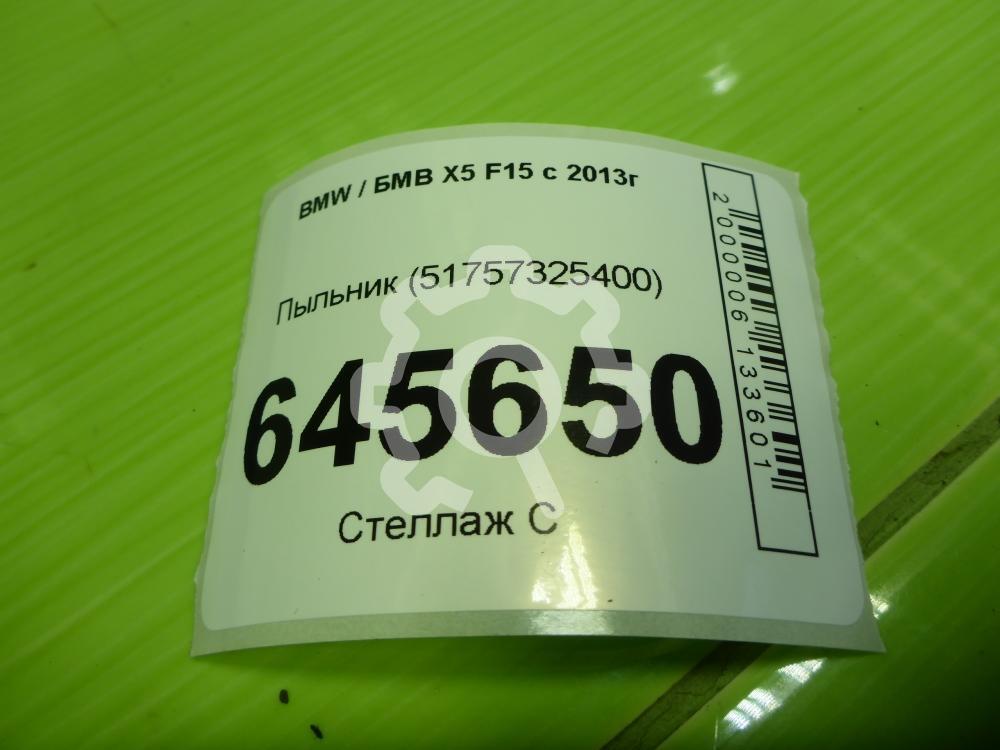 BMW / БМВ X5 F15 с 2013г
Пыльник (51757325400)
645650
Стеллаж С
2000006133601